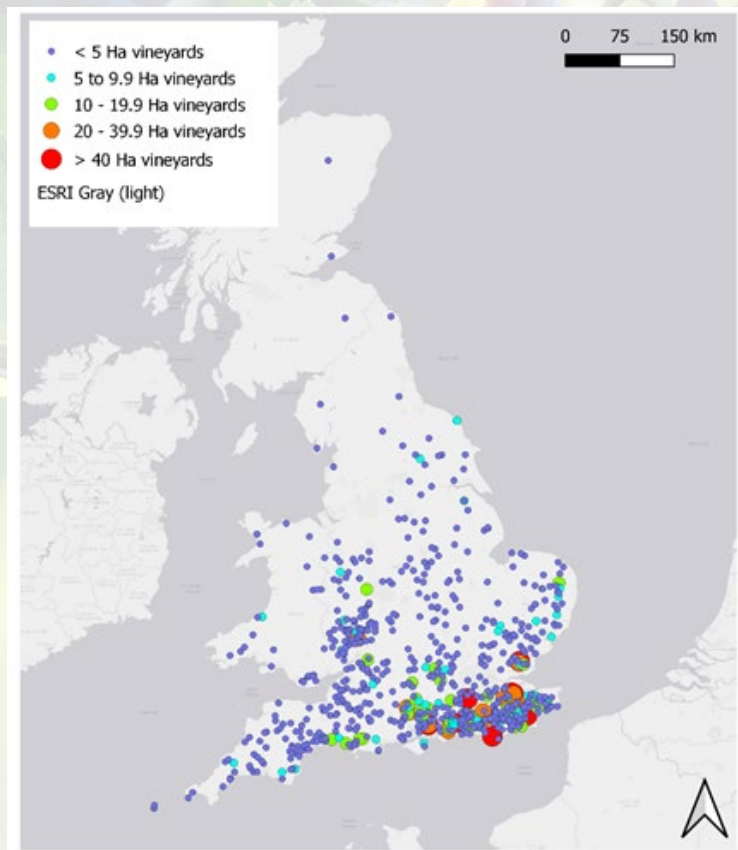 < 5 Ha vineyards
5 to 9.9 Ha vineyards
10 - 19.9 Ha vineyards
20 - 39.9 Ha vineyards
> 40 Ha vineyards
ESRI Gray (light)
0 75 150 km